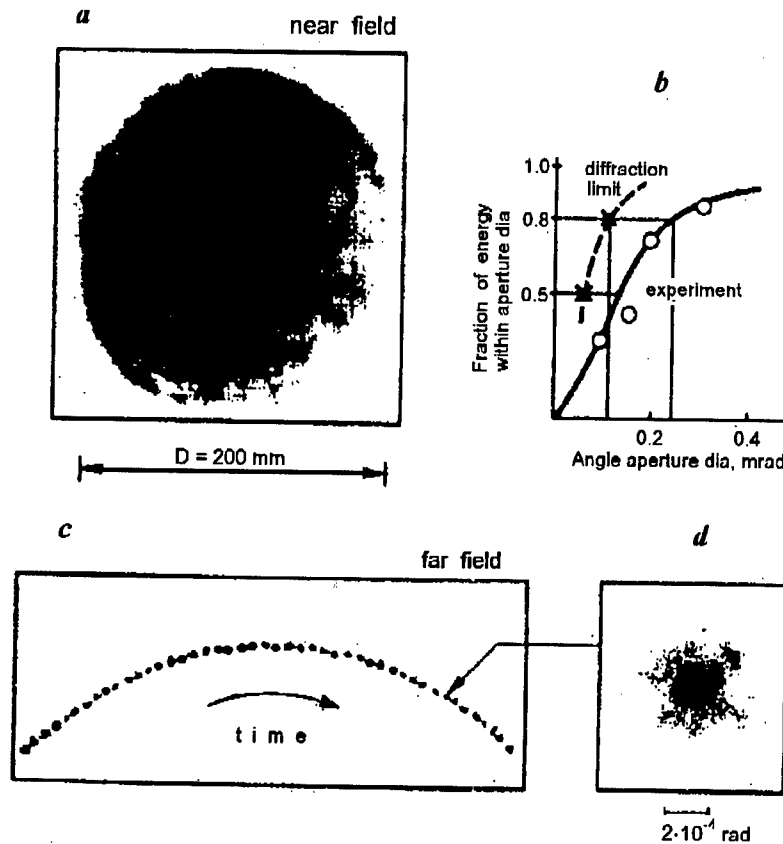 a
near field
D = 200 mm
b
Fraction of energy
within aperture dia
1.0
0.8
0.5
diffraction
limit
experiment
0.2
0.4
Angle aperture dia, mrad
c
far field
time
d
2·10⁻⁴ rad